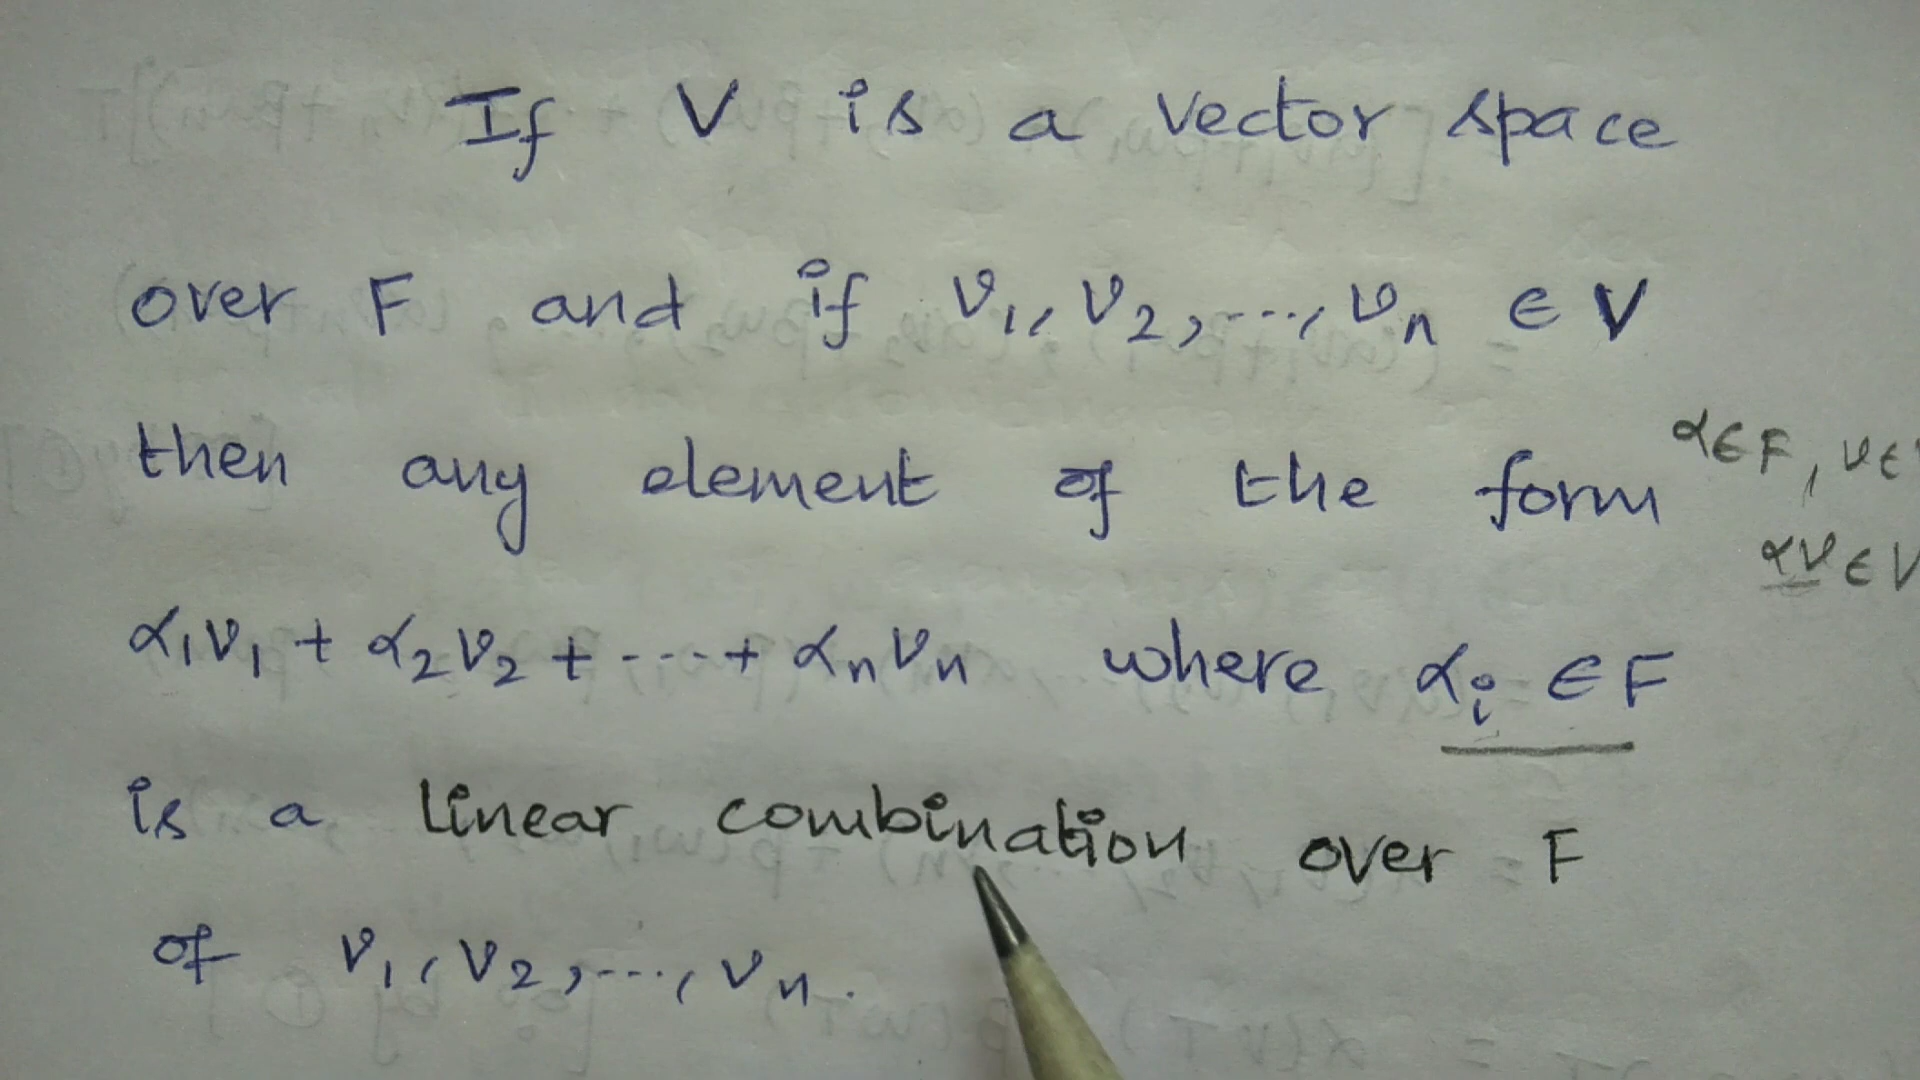 If V is a vector space
over F and if v₁, v₂, ..., vₙ ∈ V
then any element of the form
α∈F, v∈
αv∈V
α₁v₁ + α₂v₂ + ... + αₙvₙ where αᵢ ∈ F
is a linear combination over F
of v₁, v₂, ..., vₙ.